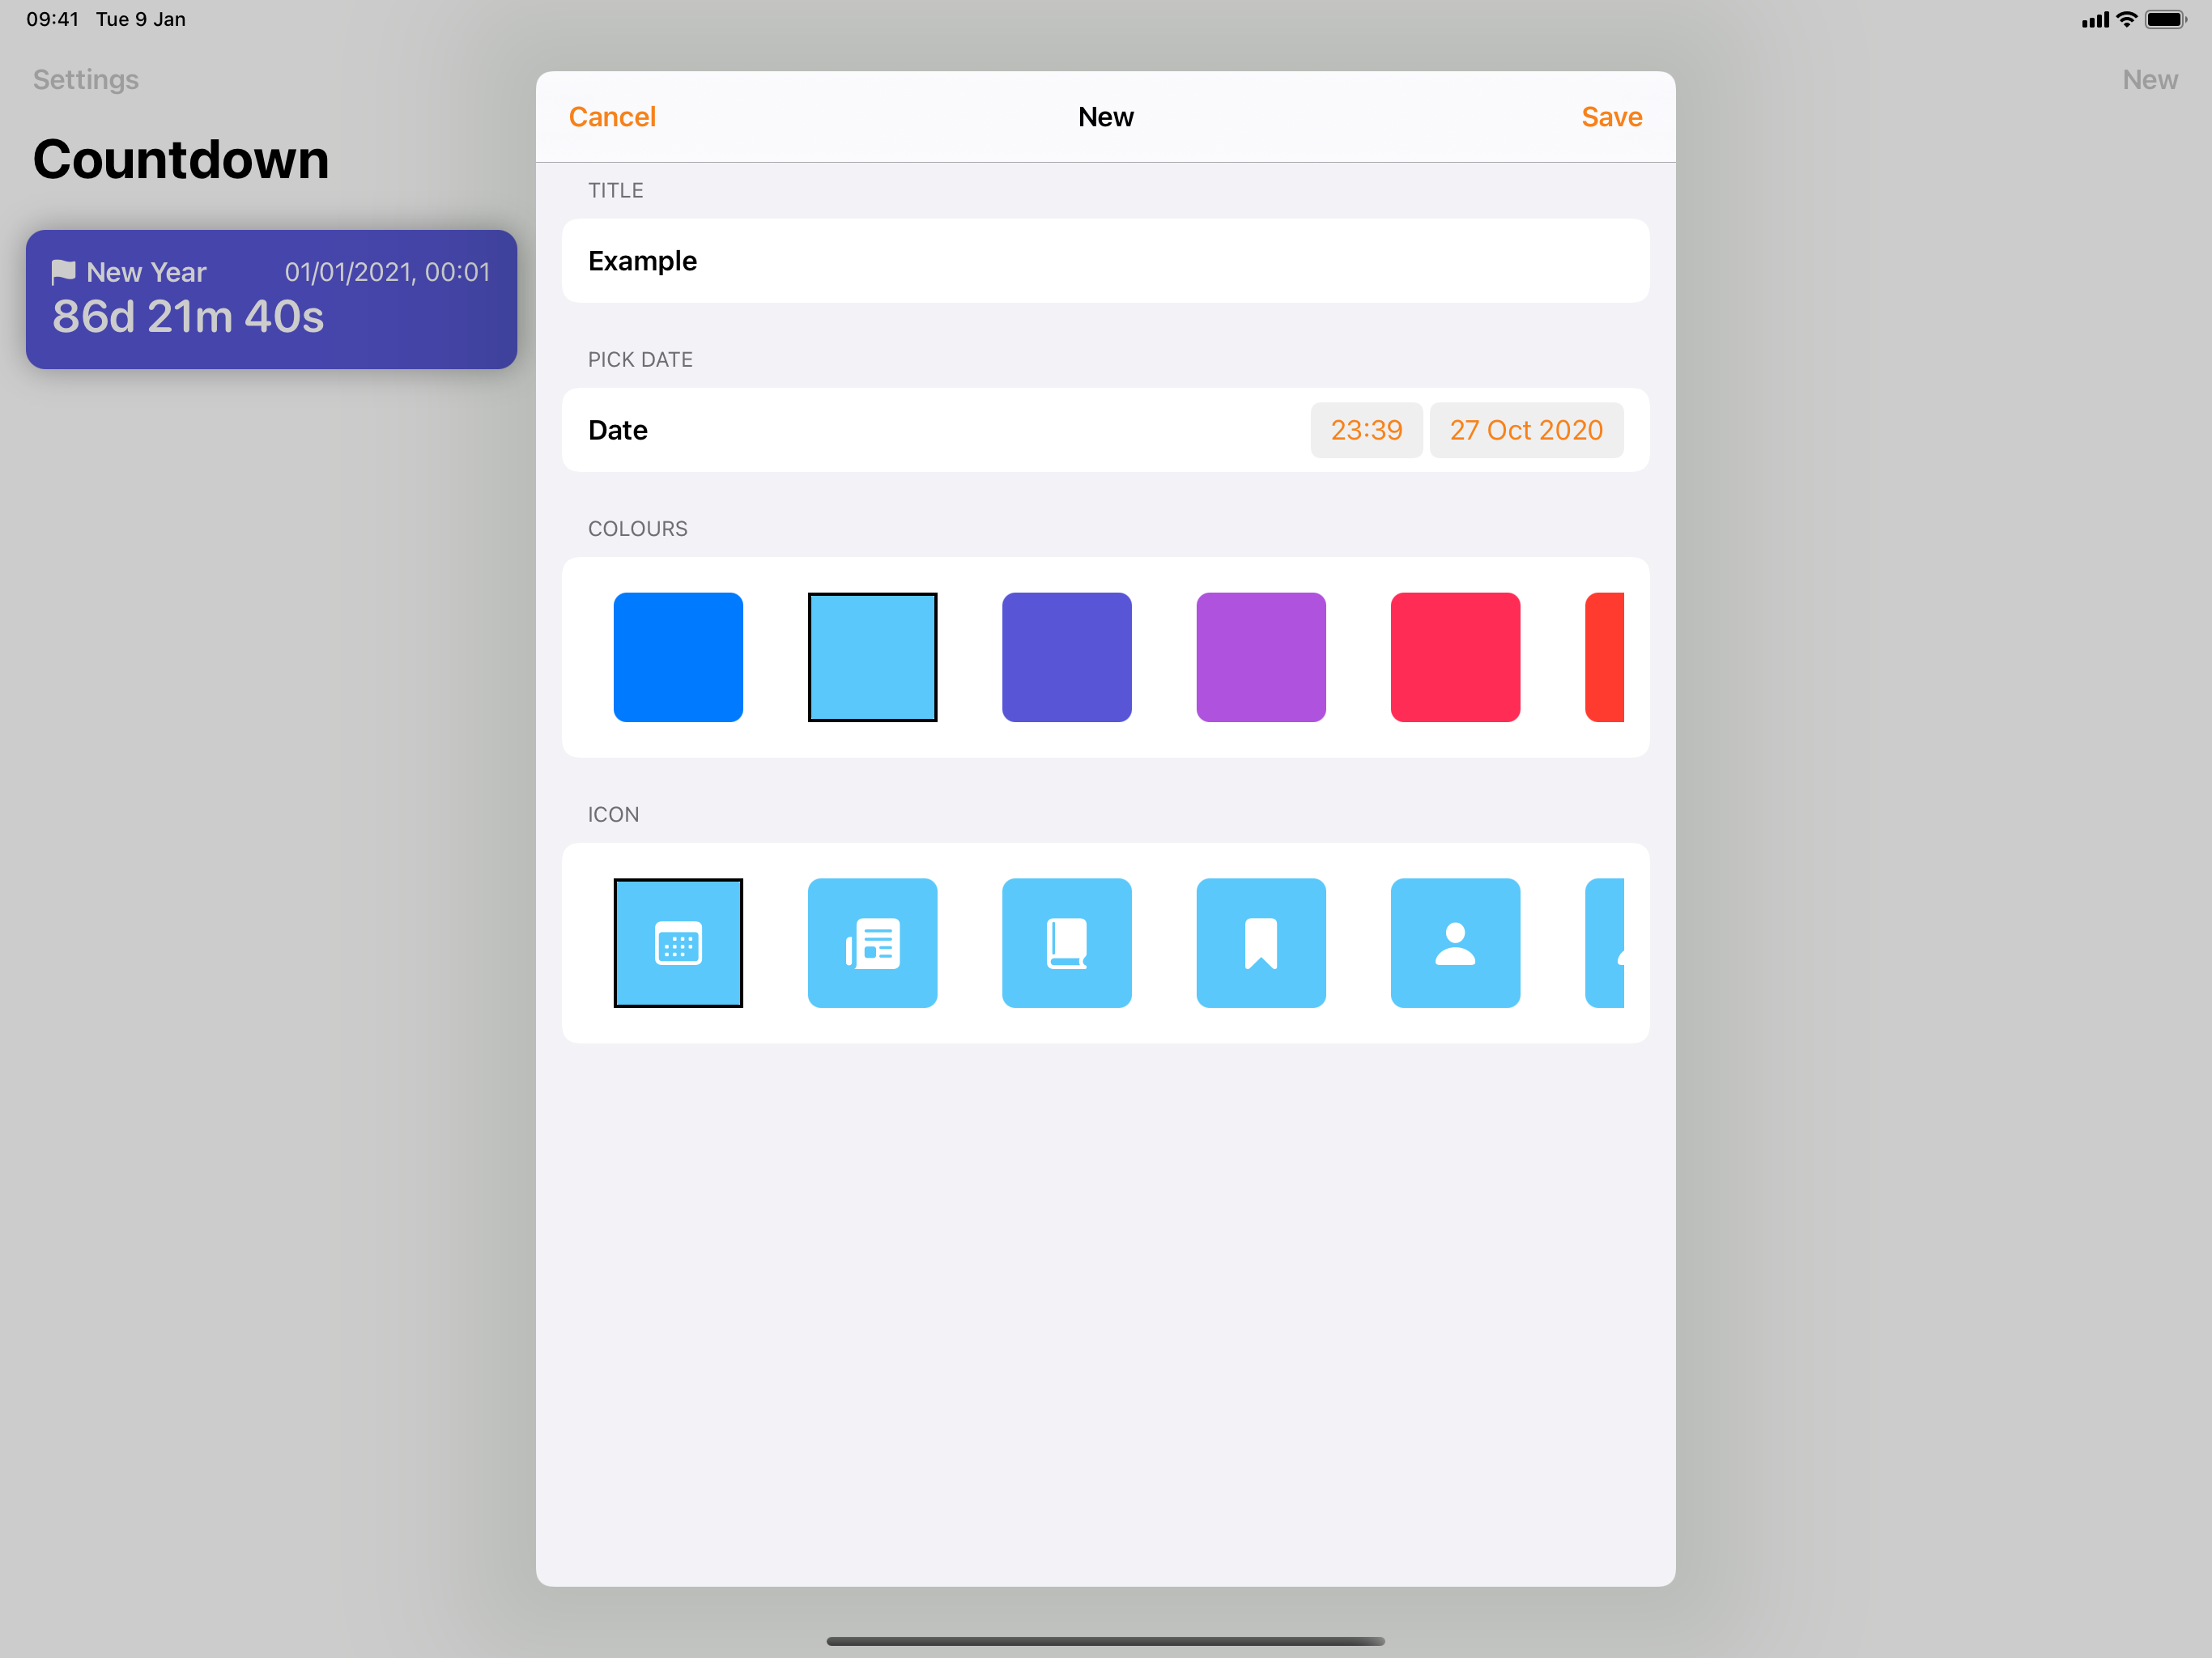 09:41 Tue 9 Jan
Settings
New
Countdown
New Year 01/01/2021, 00:01
86d 21m 40s
Cancel New Save
TITLE
Example
PICK DATE
Date 23:39 27 Oct 2020
COLOURS
ICON